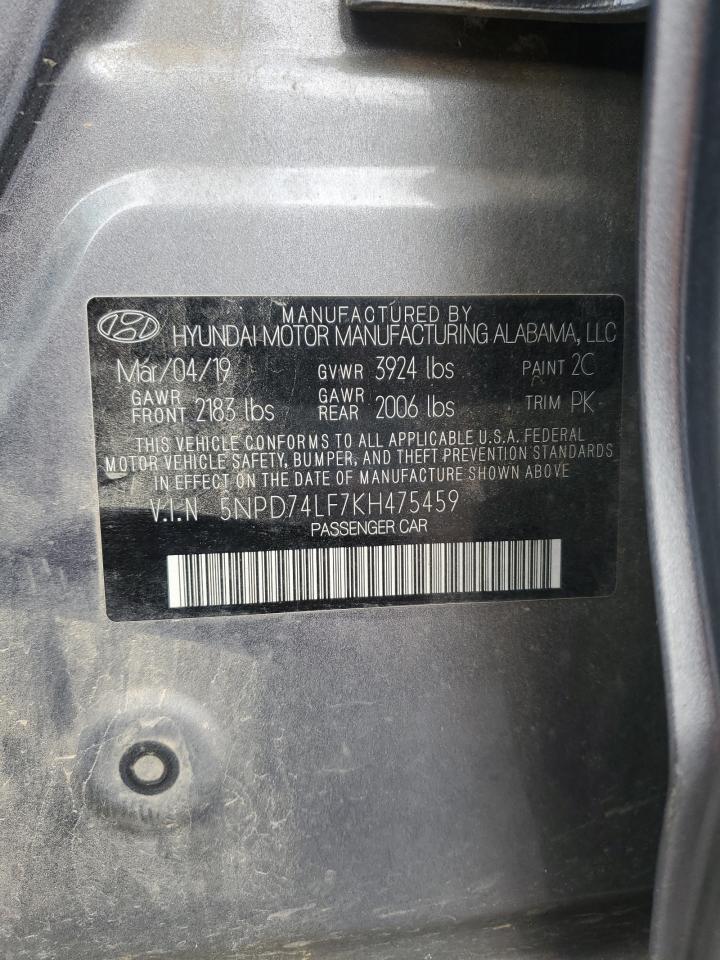 MANUFACTURED BY
HYUNDAI MOTOR MANUFACTURING ALABAMA, LLC
Mar/04/19 GVWR 3924 lbs PAINT 2C
GAWR FRONT 2183 lbs GAWR REAR 2006 lbs TRIM PK
THIS VEHICLE CONFORMS TO ALL APPLICABLE U.S.A. FEDERAL
MOTOR VEHICLE SAFETY, BUMPER, AND THEFT PREVENTION STANDARDS
IN EFFECT ON THE DATE OF MANUFACTURE SHOWN ABOVE.
V.I.N 5NPD74LF7KH475459
PASSENGER CAR